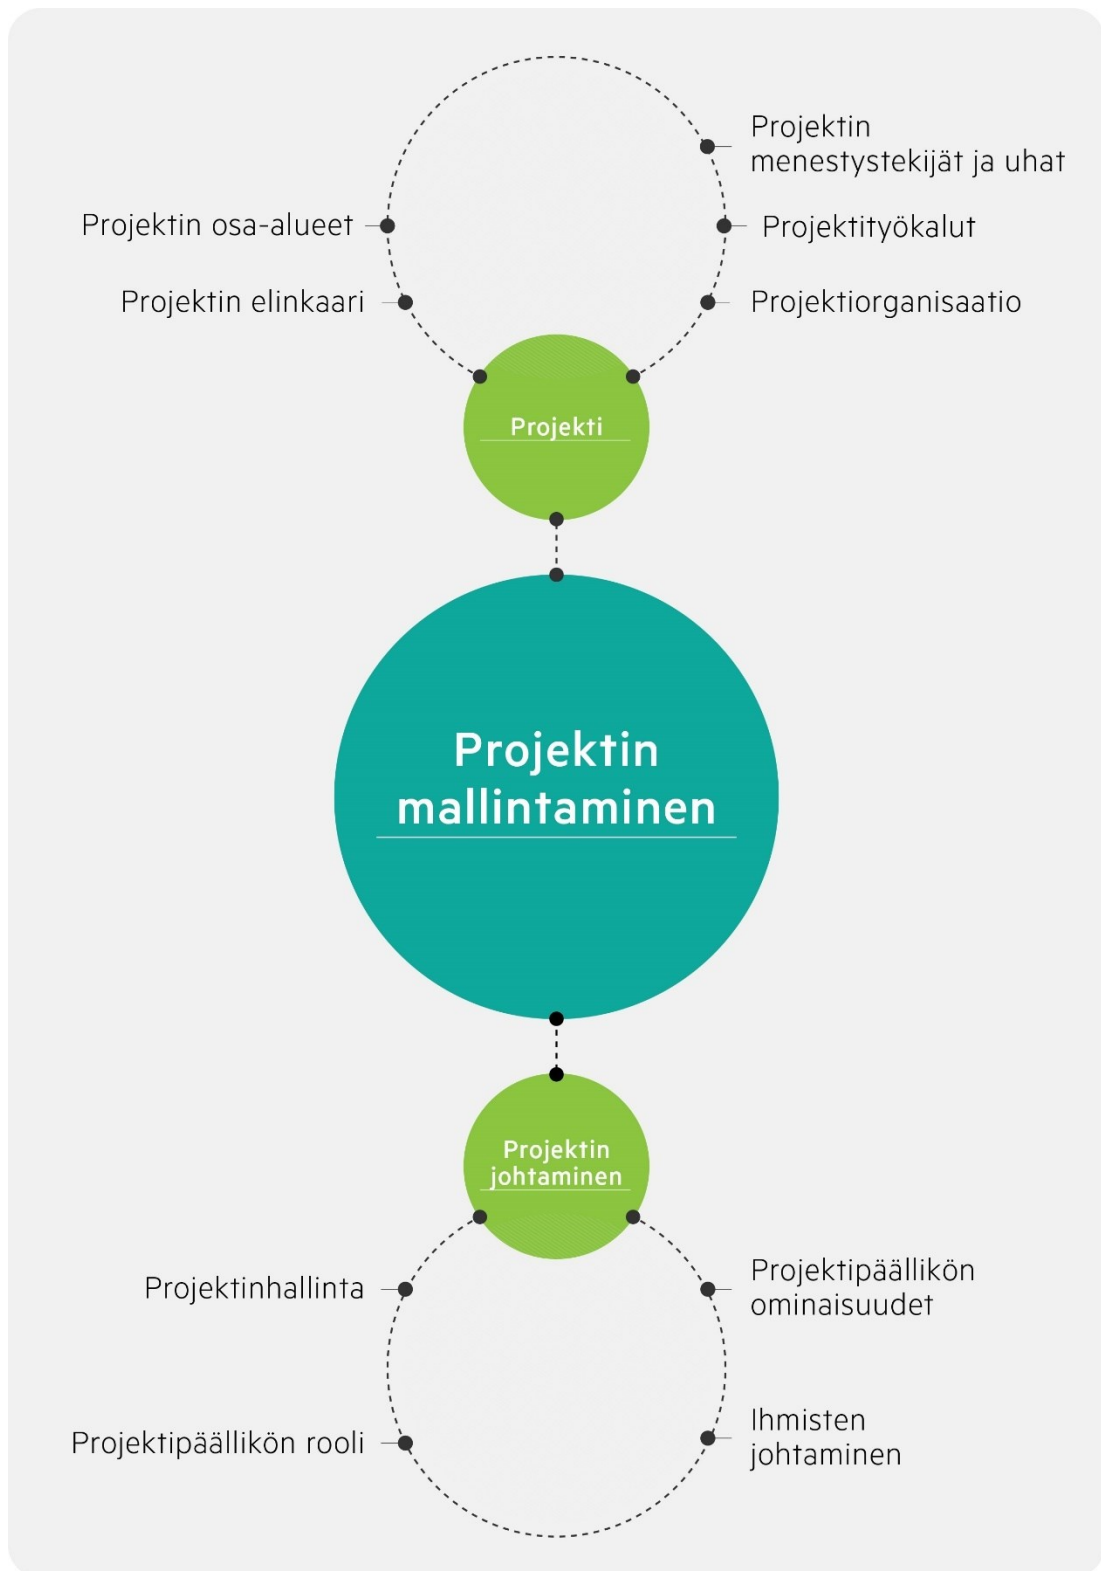 Projektin
menestystekijät ja uhat
Projektin osa-alueet
Projektityökalut
Projektin elinkaari
Projektiorganisaatio
Projekti
Projektin
mallintaminen
Projektin
johtaminen
Projektinhallinta
Projektipäällikön
ominaisuudet
Projektipäällikön rooli
Ihmisten
johtaminen